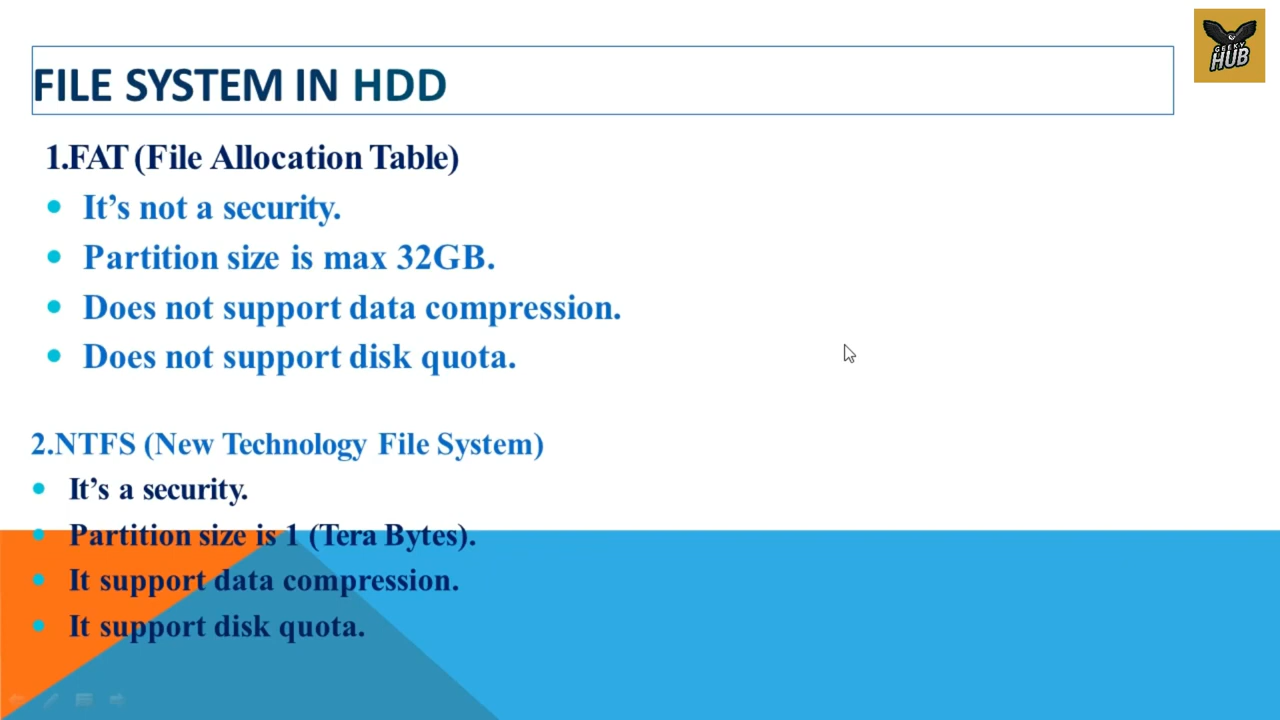 GEEKY
HUB
FILE SYSTEM IN HDD
1.FAT (File Allocation Table)
• It’s not a security.
• Partition size is max 32GB.
• Does not support data compression.
• Does not support disk quota.
2.NTFS (New Technology File System)
• It’s a security.
• Partition size is 1 (Tera Bytes).
• It support data compression.
• It support disk quota.